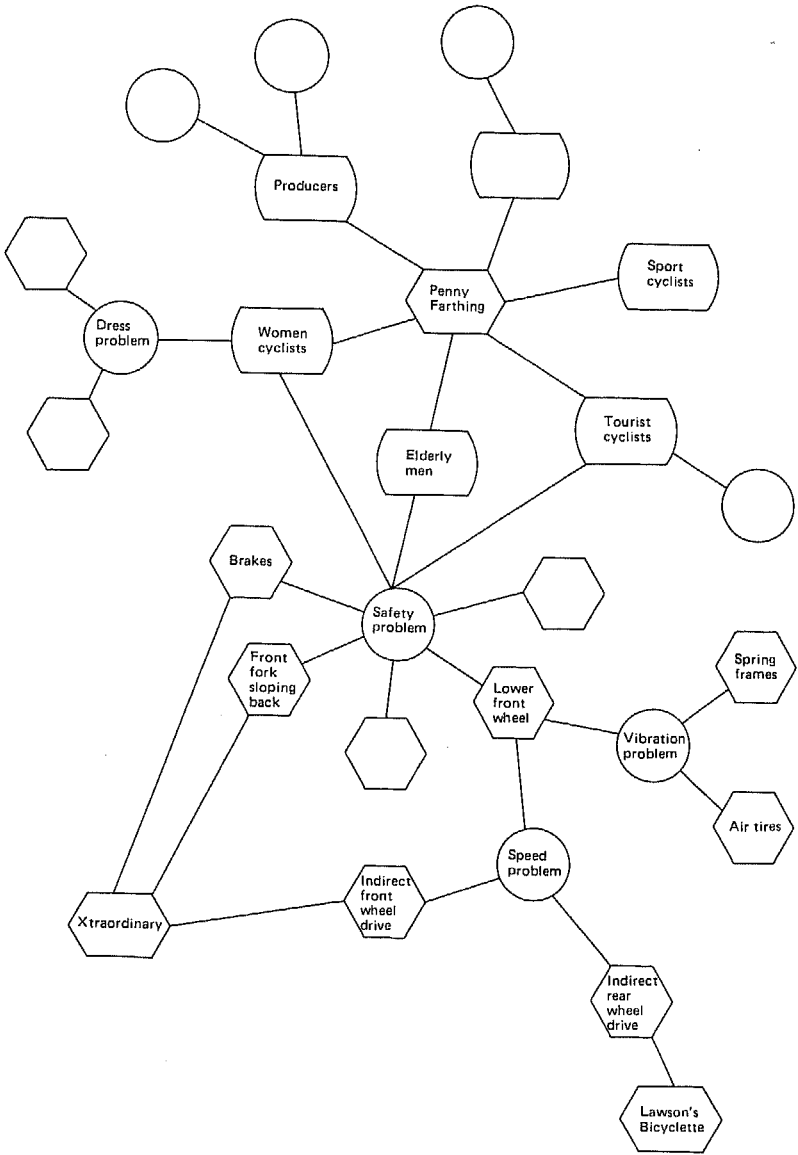 Producers
Penny
Farthing
Sport
cyclists
Dress
problem
Women
cyclists
Elderly
men
Tourist
cyclists
Brakes
Safety
problem
Front
fork
sloping
back
Lower
front
wheel
Spring
frames
Vibration
problem
Air tires
Speed
problem
Indirect
front
wheel
drive
Xtraordinary
Indirect
rear
wheel
drive
Lawson's
Bicyclette